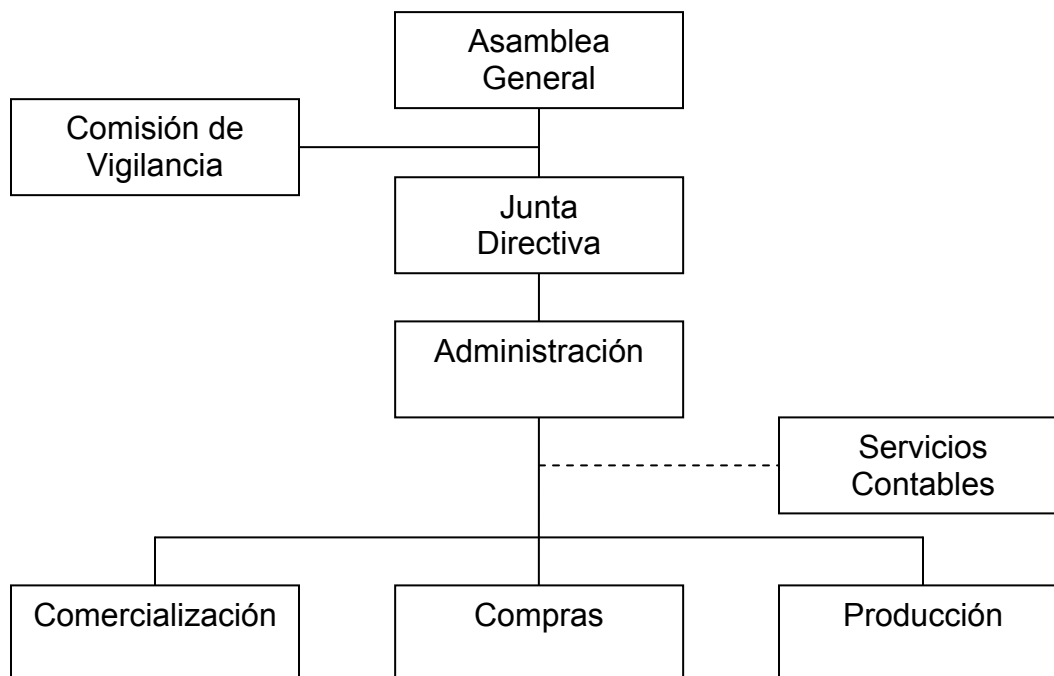 Asamblea
General
Comisión de
Vigilancia
Junta
Directiva
Administración
Servicios
Contables
Comercialización
Compras
Producción